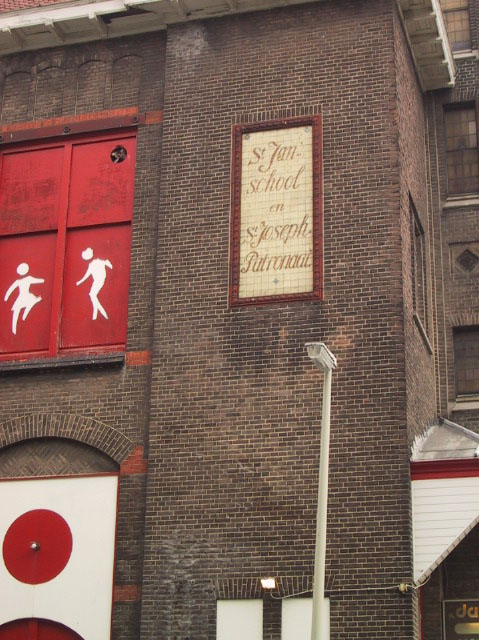 St Jan-
school
en
St Joseph
Patronaat